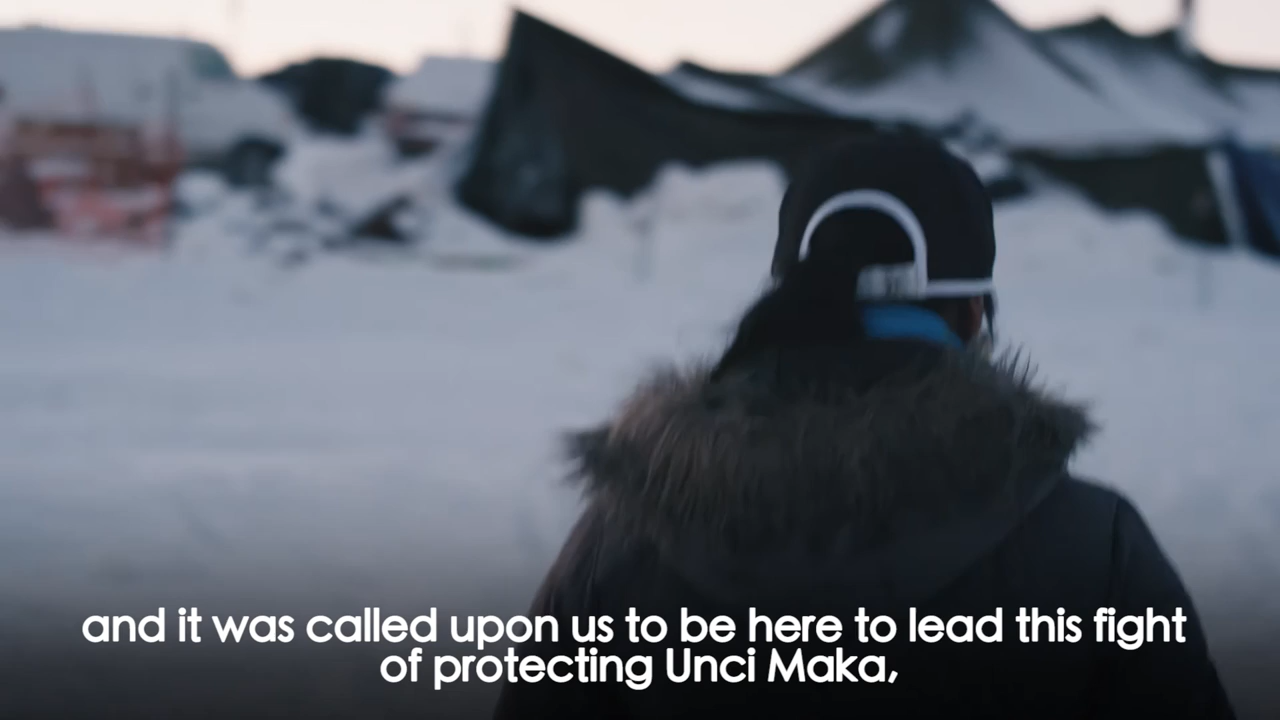 and it was called upon us to be here to lead this fight
of protecting Unci Maka,